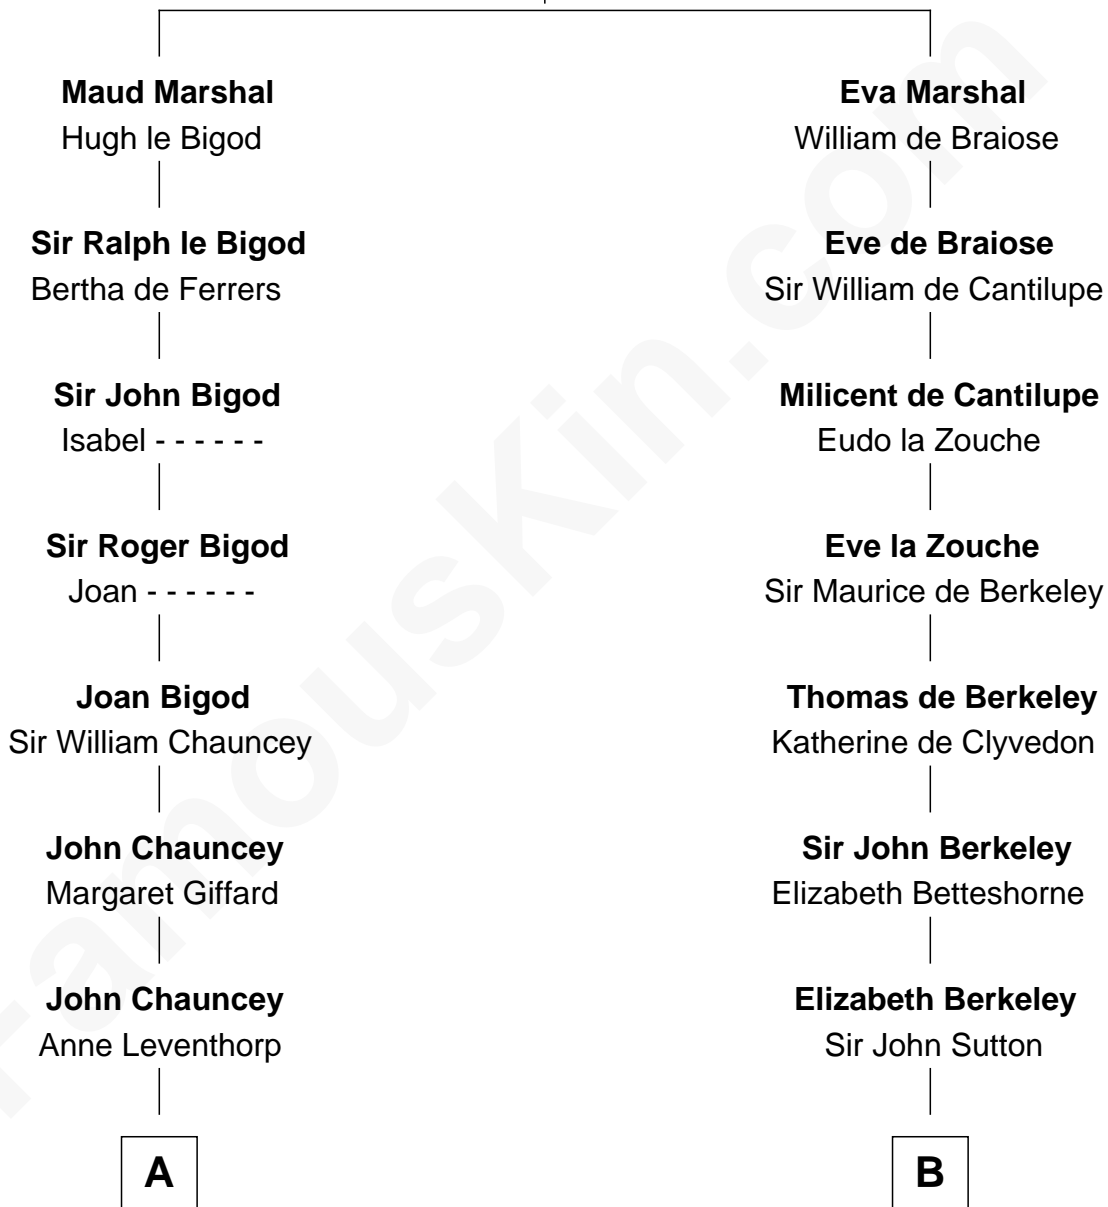 Maud Marshal
Hugh le Bigod
Sir Ralph le Bigod
Bertha de Ferrers
Sir John Bigod
Isabel - - - - - -
Sir Roger Bigod
Joan - - - - - -
Joan Bigod
Sir William Chauncey
John Chauncey
Margaret Giffard
John Chauncey
Anne Leventhorp
A
Eva Marshal
William de Braiose
Eve de Braiose
Sir William de Cantilupe
Milicent de Cantilupe
Eudo la Zouche
Eve la Zouche
Sir Maurice de Berkeley
Thomas de Berkeley
Katherine de Clyvedon
Sir John Berkeley
Elizabeth Betteshorne
Elizabeth Berkeley
Sir John Sutton
B
FamousKin.com